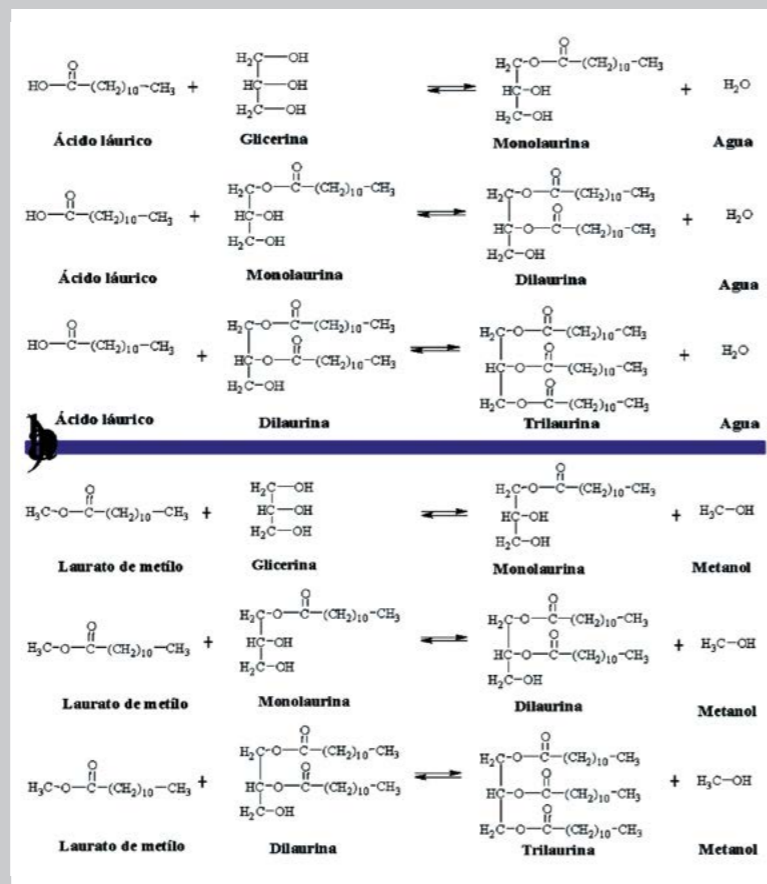 O
HO—C—(CH₂)₁₀—CH₃ +
H₂C—OH
HC—OH
H₂C—OH
⇌
O
H₂C—O—C—(CH₂)₁₀—CH₃
HC—OH
H₂C—OH
+ H₂O
Ácido láurico Glicerina Monolaurina Agua
O
HO—C—(CH₂)₁₀—CH₃ +
O
H₂C—O—C—(CH₂)₁₀—CH₃
HC—OH
H₂C—OH
⇌
O
H₂C—O—C—(CH₂)₁₀—CH₃
O
HC—O—C—(CH₂)₁₀—CH₃
H₂C—OH
+ H₂O
Ácido láurico Monolaurina Dilaurina Agua
O
HO—C—(CH₂)₁₀—CH₃ +
O
H₂C—O—C—(CH₂)₁₀—CH₃
O
HC—O—C—(CH₂)₁₀—CH₃
H₂C—OH
⇌
O
H₂C—O—C—(CH₂)₁₀—CH₃
O
HC—O—C—(CH₂)₁₀—CH₃
O
H₂C—O—C—(CH₂)₁₀—CH₃
+ H₂O
Ácido láurico Dilaurina Trilaurina Agua
O
H₃C—O—C—(CH₂)₁₀—CH₃ +
H₂C—OH
HC—OH
H₂C—OH
⇌
O
H₂C—O—C—(CH₂)₁₀—CH₃
HC—OH
H₂C—OH
+ H₃C—OH
Laurato de metílo Glicerina Monolaurina Metanol
O
H₃C—O—C—(CH₂)₁₀—CH₃ +
O
H₂C—O—C—(CH₂)₁₀—CH₃
HC—OH
H₂C—OH
⇌
O
H₂C—O—C—(CH₂)₁₀—CH₃
O
HC—O—C—(CH₂)₁₀—CH₃
H₂C—OH
+ H₃C—OH
Laurato de metílo Monolaurina Dilaurina Metanol
O
H₃C—O—C—(CH₂)₁₀—CH₃ +
O
H₂C—O—C—(CH₂)₁₀—CH₃
O
HC—O—C—(CH₂)₁₀—CH₃
H₂C—OH
⇌
O
H₂C—O—C—(CH₂)₁₀—CH₃
O
HC—O—C—(CH₂)₁₀—CH₃
O
H₂C—O—C—(CH₂)₁₀—CH₃
+ H₃C—OH
Laurato de metílo Dilaurina Trilaurina Metanol